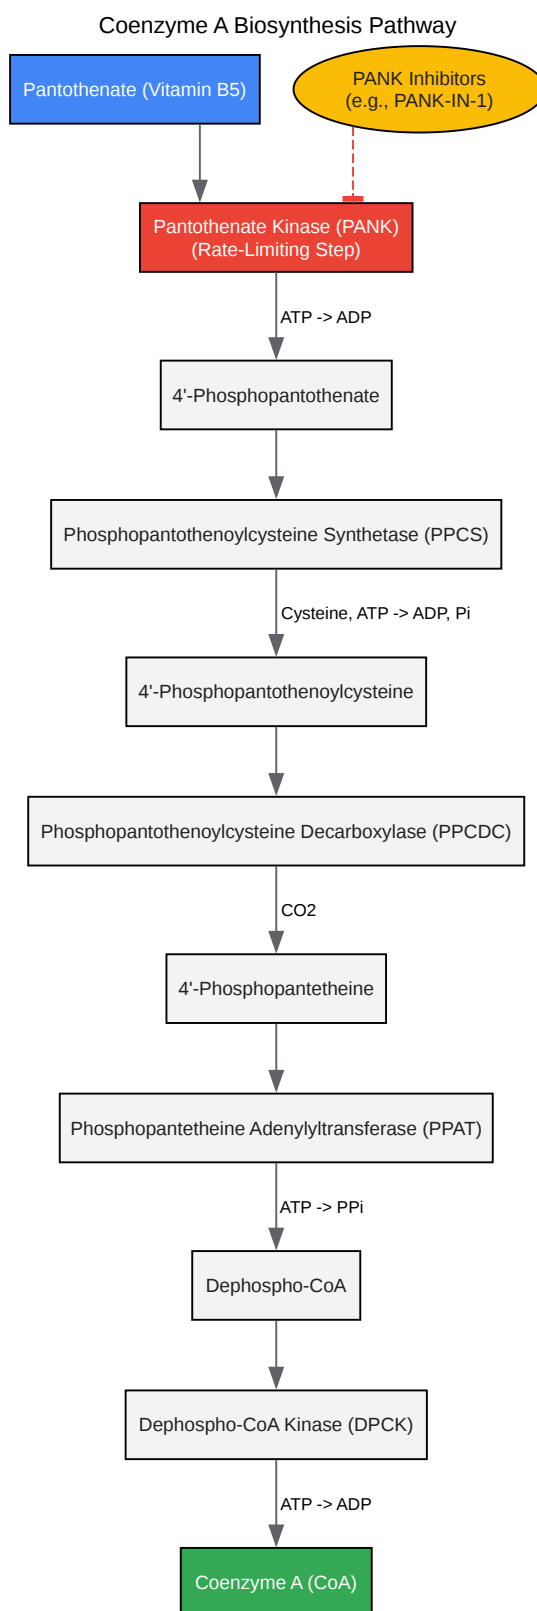 Coenzyme A Biosynthesis Pathway
Pantothenate (Vitamin B5)
PANK Inhibitors
(e.g., PANK-IN-1)
Pantothenate Kinase (PANK)
(Rate-Limiting Step)
ATP -> ADP
4'-Phosphopantothenate
Phosphopantothenoylcysteine Synthetase (PPCS)
Cysteine, ATP -> ADP, Pi
4'-Phosphopantothenoylcysteine
Phosphopantothenoylcysteine Decarboxylase (PPCDC)
CO2
4'-Phosphopantetheine
Phosphopantetheine Adenylyltransferase (PPAT)
ATP -> PPi
Dephospho-CoA
Dephospho-CoA Kinase (DPCK)
ATP -> ADP
Coenzyme A (CoA)